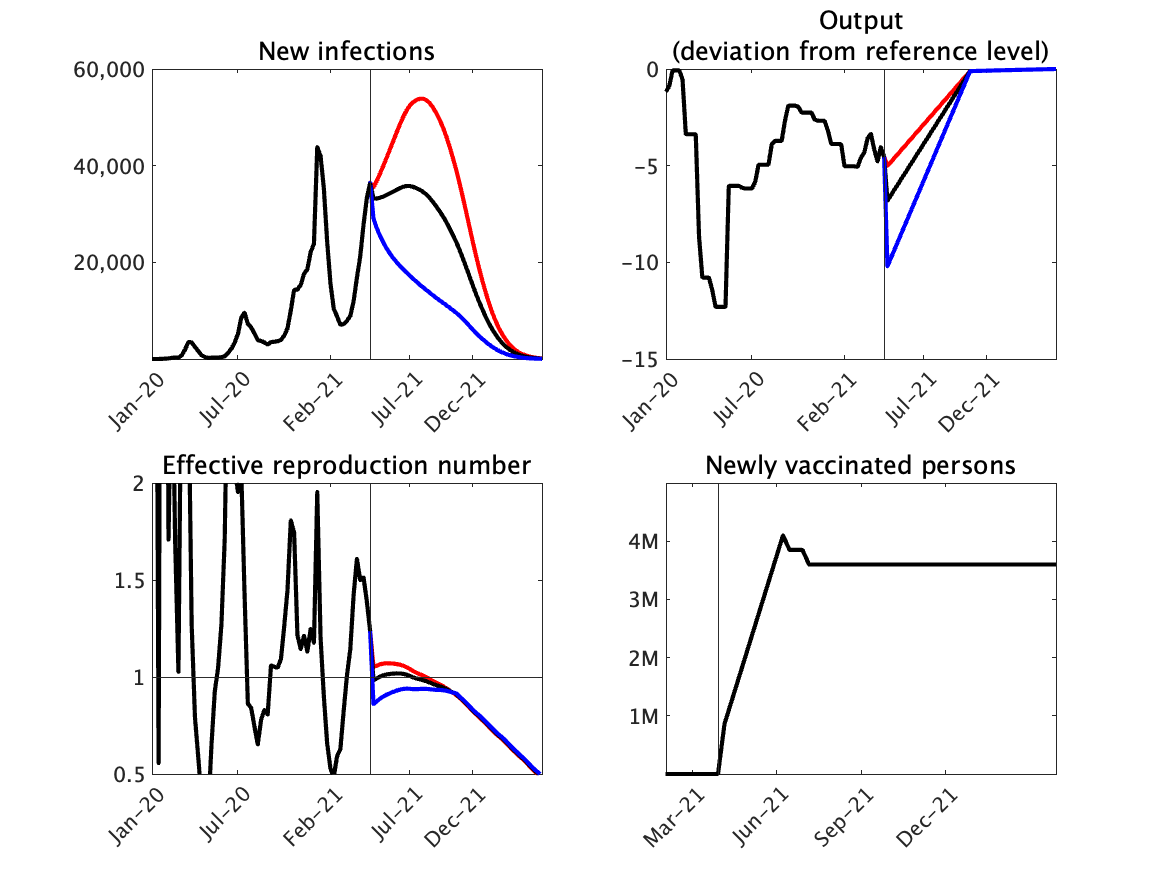 New infections
60,000
40,000
20,000
Jan-20
Jul-20
Feb-21
Jul-21
Dec-21
Output
(deviation from reference level)
0
-5
-10
-15
Jan-20
Jul-20
Feb-21
Jul-21
Dec-21
Effective reproduction number
2
1.5
1
0.5
Jan-20
Jul-20
Feb-21
Jul-21
Dec-21
Newly vaccinated persons
4M
3M
2M
1M
Mar-21
Jun-21
Sep-21
Dec-21